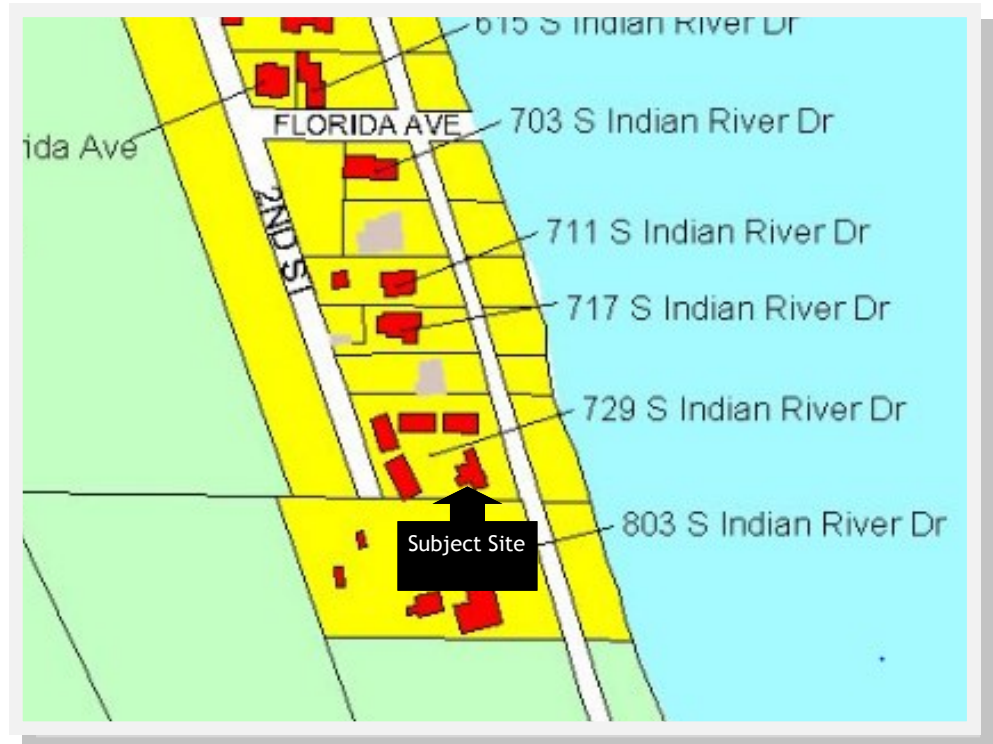 615 S Indian River Dr
FLORIDA AVE
703 S Indian River Dr
ida Ave
2ND ST
711 S Indian River Dr
717 S Indian River Dr
729 S Indian River Dr
Subject Site
803 S Indian River Dr